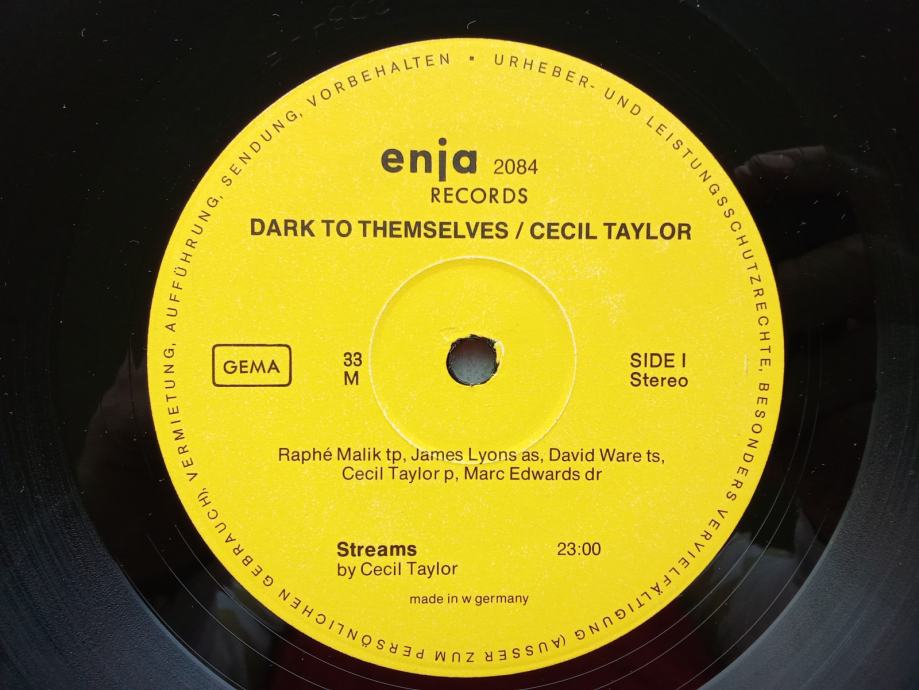 URHEBER- UND LEISTUNGSSCHUTZRECHTE, BESONDERS VERVIELFÄLTIGUNG (AUSSER ZUM PERSÖNLICHEN GEBRAUCH), VERMIETUNG, AUFFÜHRUNG, SENDUNG, VORBEHALTEN ▪
enja 2084
RECORDS
DARK TO THEMSELVES / CECIL TAYLOR
GEMA
33
M
SIDE I
Stereo
Raphé Malik tp, James Lyons as, David Ware ts,
Cecil Taylor p, Marc Edwards dr
Streams 23:00
by Cecil Taylor
made in w germany